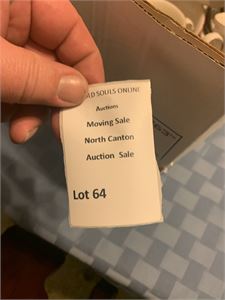 SOULS ONLINE
Auctions
Moving Sale
North Canton
Auction Sale
Lot 64